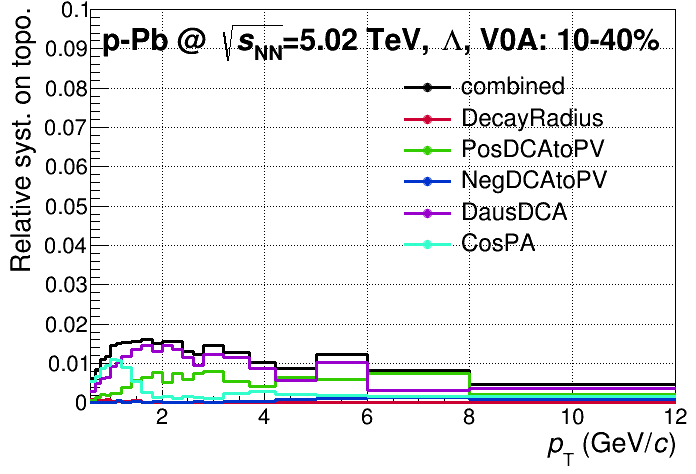 p-Pb @ √sNN=5.02 TeV, Λ, V0A: 10-40%
Relative syst. on topo.
0.1
0.09
0.08
0.07
0.06
0.05
0.04
0.03
0.02
0.01
0
combined
DecayRadius
PosDCAtoPV
NegDCAtoPV
DausDCA
CosPA
2 4 6 8 10 12
pT (GeV/c)